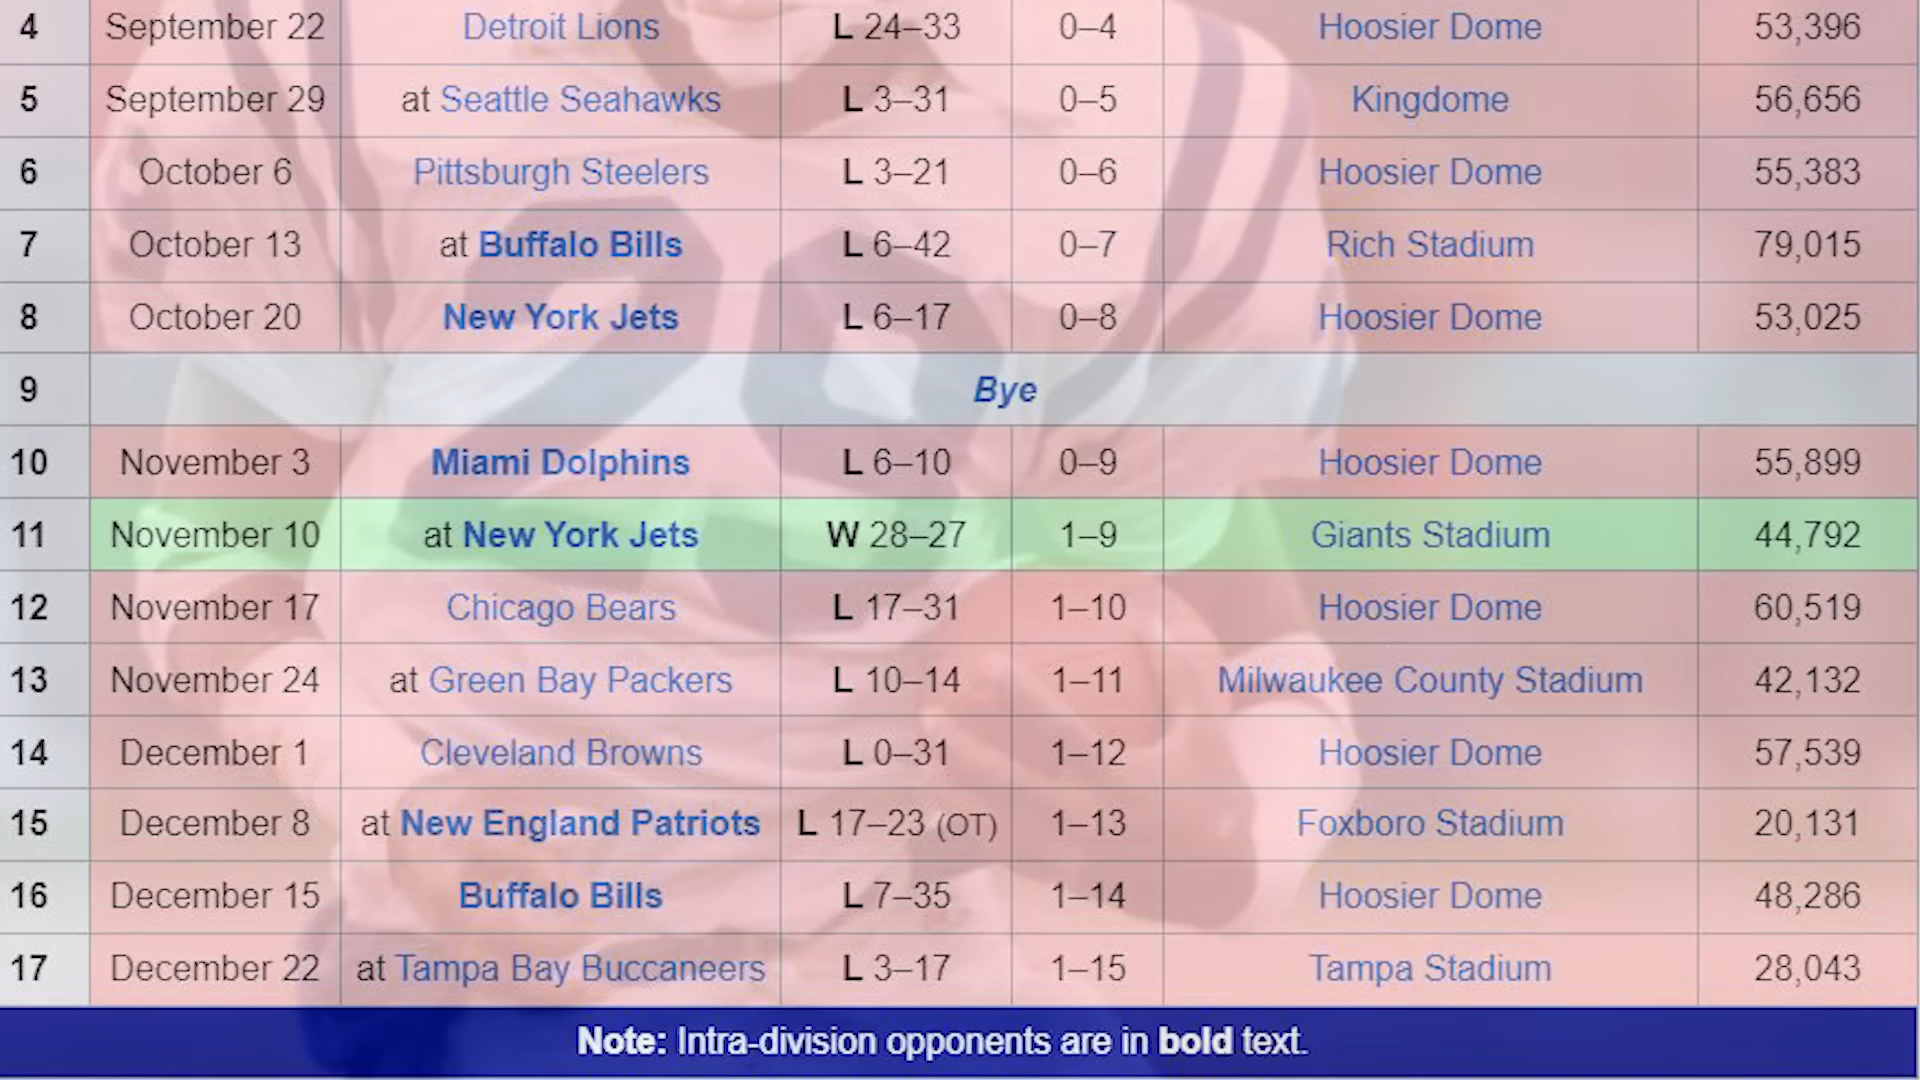 4 September 22 Detroit Lions L 24–33 0–4 Hoosier Dome 53,396
5 September 29 at Seattle Seahawks L 3–31 0–5 Kingdome 56,656
6 October 6 Pittsburgh Steelers L 3–21 0–6 Hoosier Dome 55,383
7 October 13 at Buffalo Bills L 6–42 0–7 Rich Stadium 79,015
8 October 20 New York Jets L 6–17 0–8 Hoosier Dome 53,025
9 Bye
10 November 3 Miami Dolphins L 6–10 0–9 Hoosier Dome 55,899
11 November 10 at New York Jets W 28–27 1–9 Giants Stadium 44,792
12 November 17 Chicago Bears L 17–31 1–10 Hoosier Dome 60,519
13 November 24 at Green Bay Packers L 10–14 1–11 Milwaukee County Stadium 42,132
14 December 1 Cleveland Browns L 0–31 1–12 Hoosier Dome 57,539
15 December 8 at New England Patriots L 17–23 (OT) 1–13 Foxboro Stadium 20,131
16 December 15 Buffalo Bills L 7–35 1–14 Hoosier Dome 48,286
17 December 22 at Tampa Bay Buccaneers L 3–17 1–15 Tampa Stadium 28,043
Note: Intra-division opponents are in bold text.